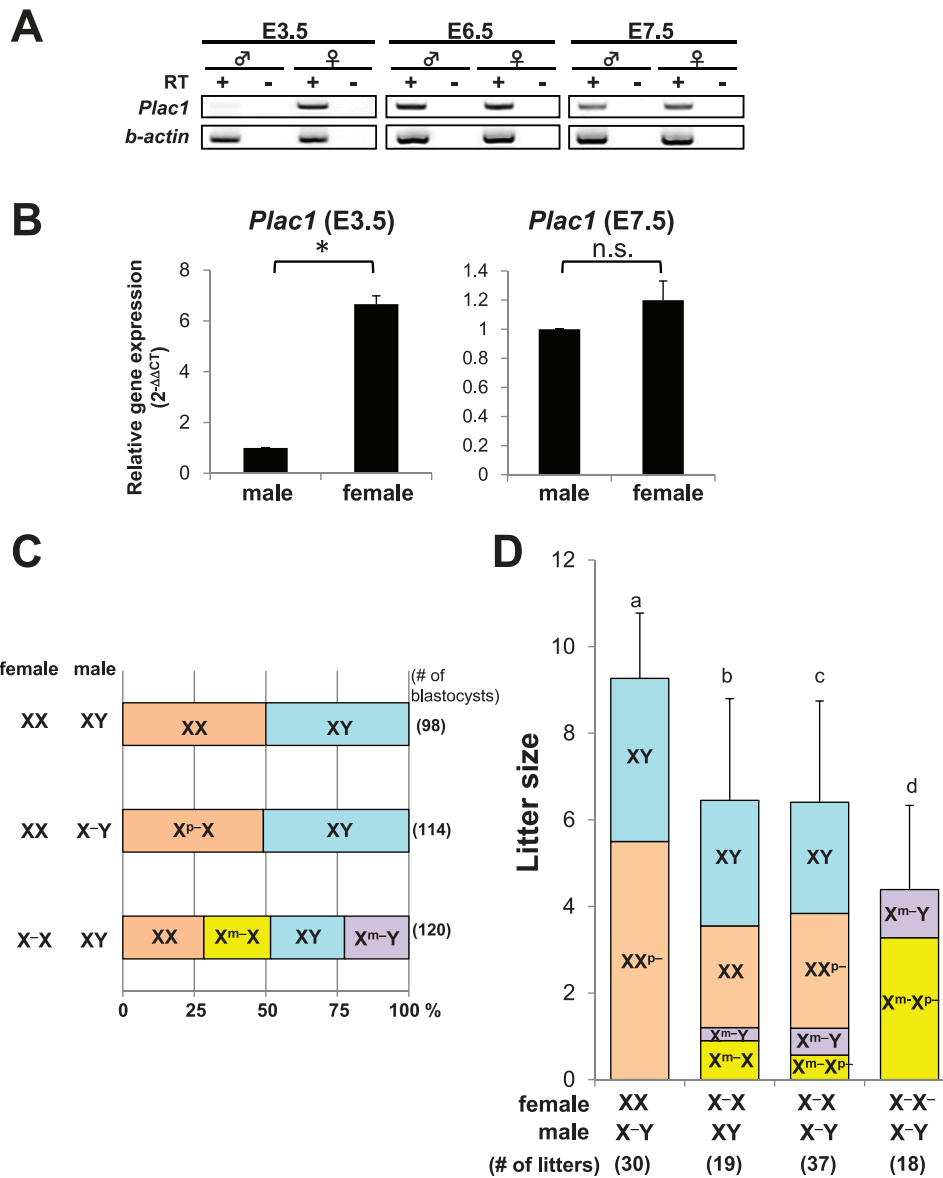 A
E3.5 E6.5 E7.5
♂ ♀ ♂ ♀ ♂ ♀
RT + - + - + - + - + - + -
Plac1
b-actin
B
Plac1 (E3.5)
*
Relative gene expression
(2-ΔΔCT)
8
6
4
2
0
male female
Plac1 (E7.5)
n.s.
1.4
1.2
1
0.8
0.6
0.4
0.2
0
male female
C
female male
(# of
blastocysts)
XX XY XX XY (98)
XX X–Y Xp–X XY (114)
X–X XY XX Xm–X XY Xm–Y (120)
0 25 50 75 100 %
D
Litter size
12
10
8
6
4
2
0
a
XY
XXp–
b
XY
XX
Xm–Y
Xm–X
c
XY
XXp–
Xm–Y
Xm–Xp–
d
Xm–Y
Xm-Xp–
female XX X–X X–X X–X–
male X–Y XY X–Y X–Y
(# of litters) (30) (19) (37) (18)